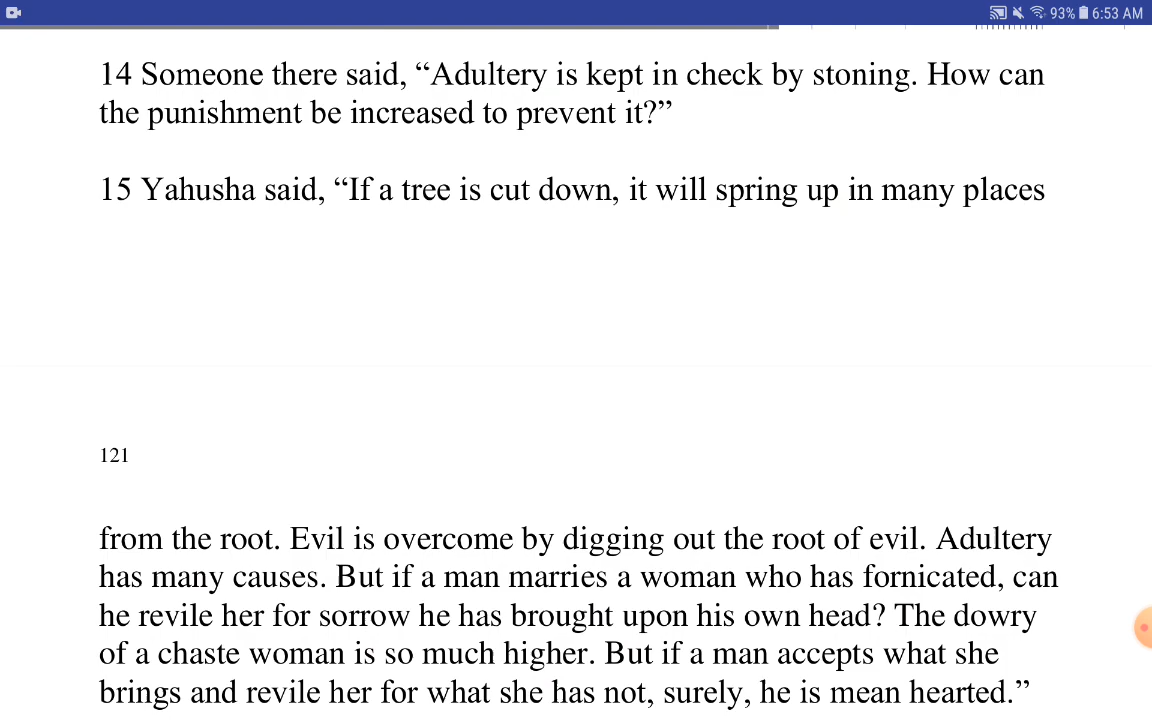 93% 6:53 AM
14 Someone there said, “Adultery is kept in check by stoning. How can
the punishment be increased to prevent it?”
15 Yahusha said, “If a tree is cut down, it will spring up in many places
121
from the root. Evil is overcome by digging out the root of evil. Adultery
has many causes. But if a man marries a woman who has fornicated, can
he revile her for sorrow he has brought upon his own head? The dowry
of a chaste woman is so much higher. But if a man accepts what she
brings and revile her for what she has not, surely, he is mean hearted.”